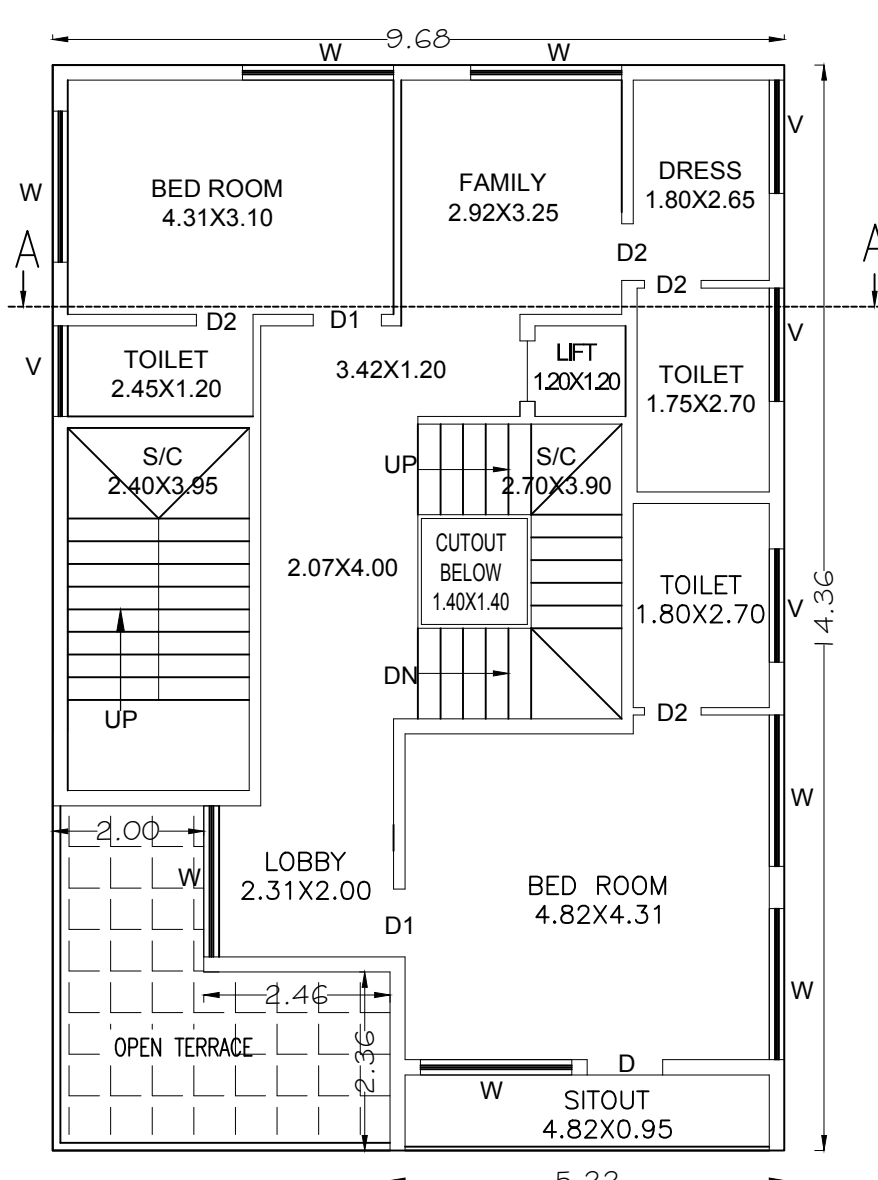 9.68
W
W
V
BED ROOM
4.31X3.10
FAMILY
2.92X3.25
DRESS
1.80X2.65
W
A
A
D2
D2
D2
D1
V
V
TOILET
2.45X1.20
3.42X1.20
LIFT
1.20X1.20
TOILET
1.75X2.70
S/C
2.40X3.95
UP
S/C
2.70X3.90
CUTOUT
BELOW
1.40X1.40
2.07X4.00
TOILET
1.80X2.70
V
14.36
DN
UP
D2
W
2.00
W
LOBBY
2.31X2.00
BED ROOM
4.82X4.31
D1
W
2.46
OPEN TERRACE
2.36
D
W
SITOUT
4.82X0.95